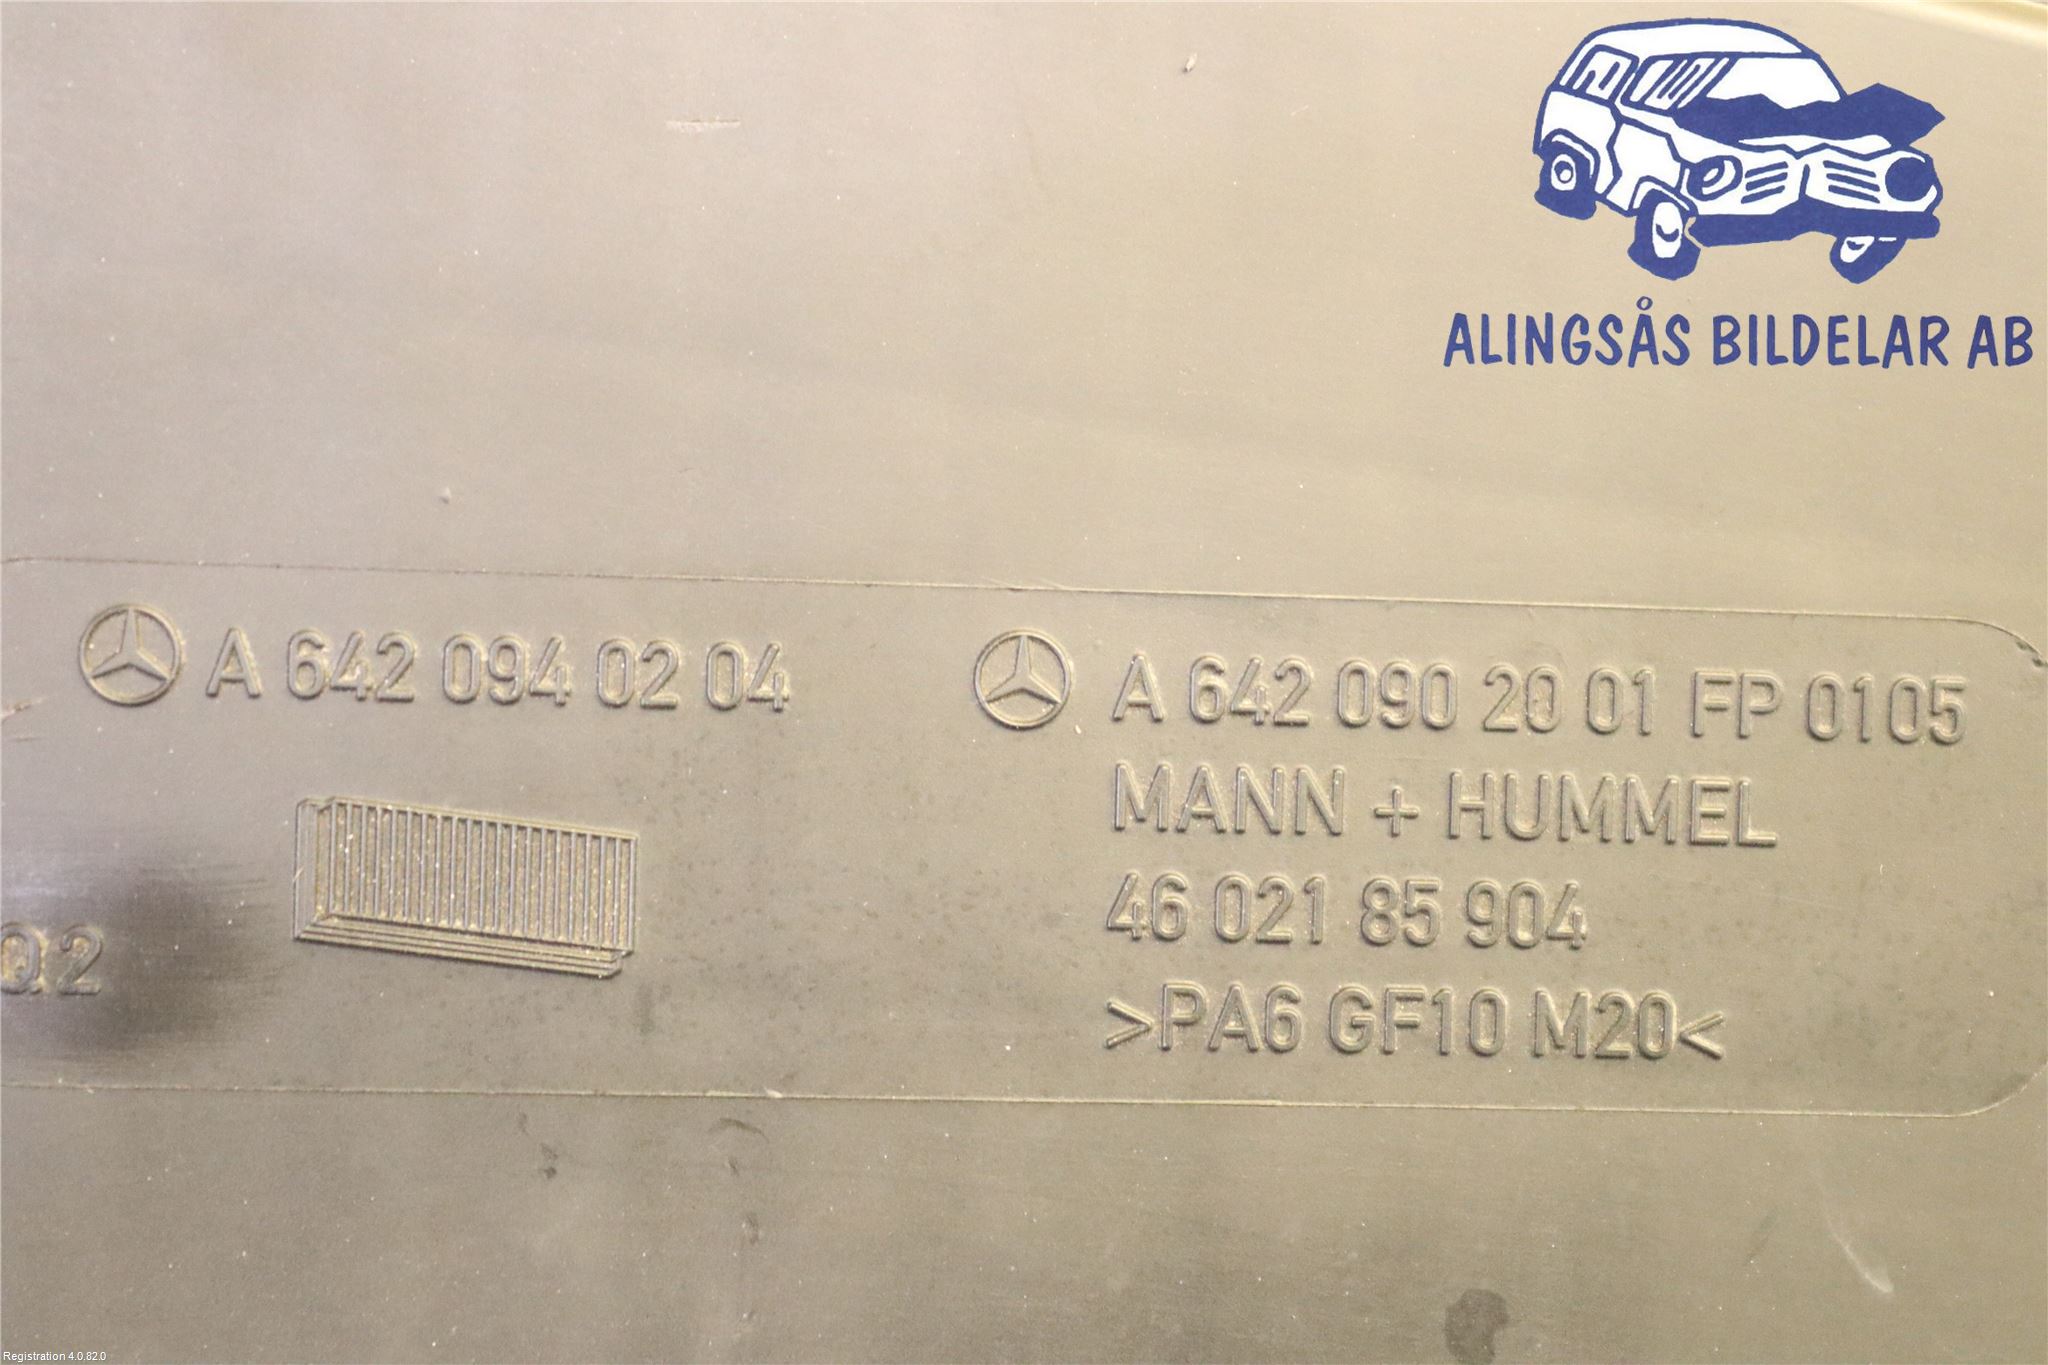 ALINGSÅS BILDELAR AB
A 642 094 02 04
A 642 090 20 01 FP 0105
MANN + HUMMEL
46 021 85 904
>PA6 GF10 M20<
Q2
Registration 4.0.82.0